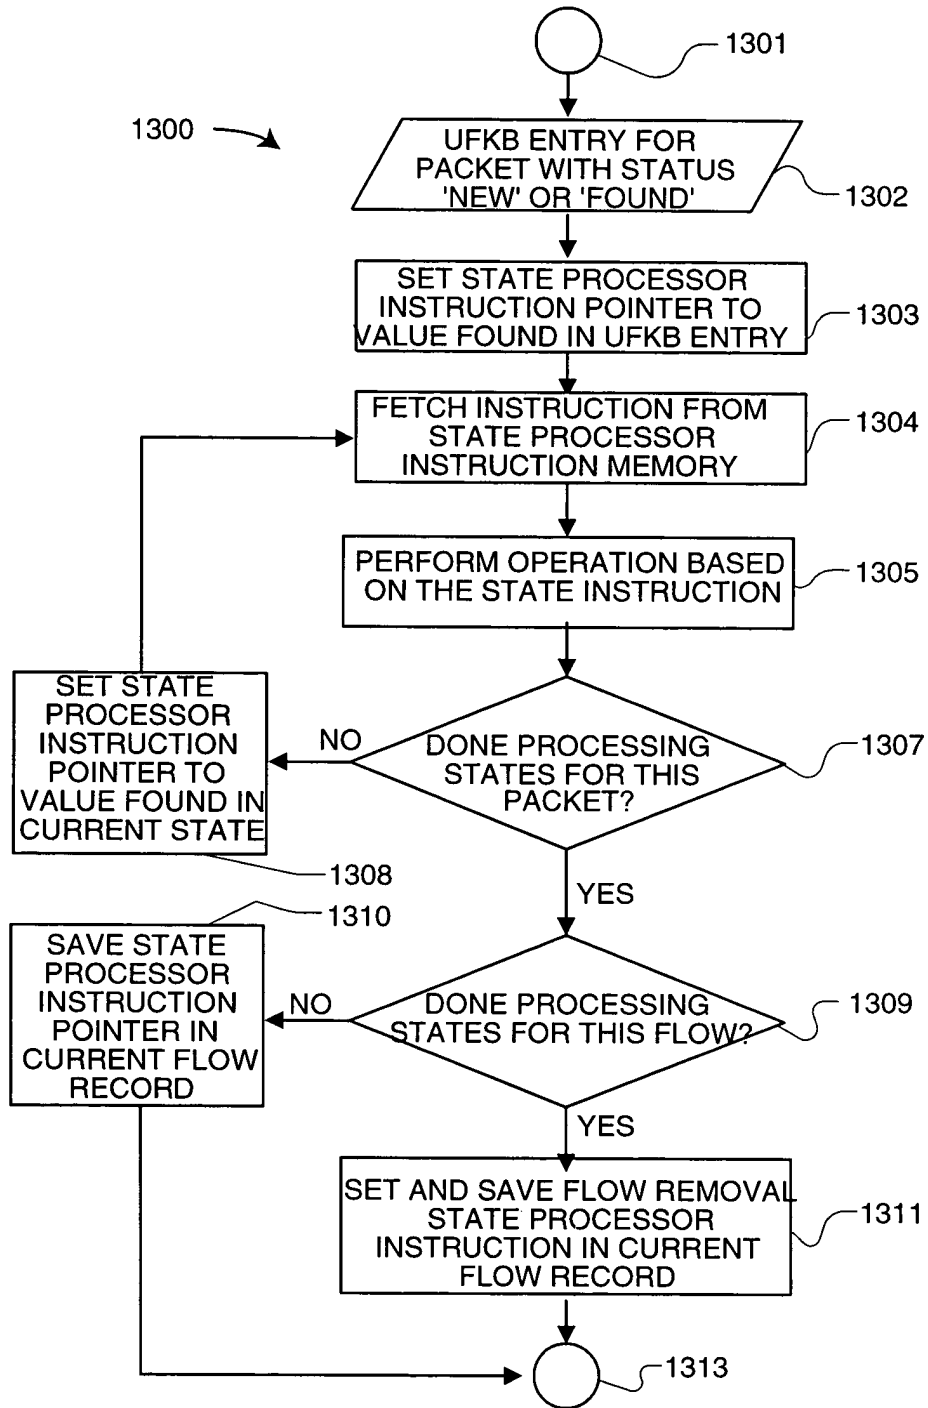 1301
1300
UFKB ENTRY FOR
PACKET WITH STATUS
'NEW' OR 'FOUND'
1302
SET STATE PROCESSOR
INSTRUCTION POINTER TO
VALUE FOUND IN UFKB ENTRY
1303
FETCH INSTRUCTION FROM
STATE PROCESSOR
INSTRUCTION MEMORY
1304
PERFORM OPERATION BASED
ON THE STATE INSTRUCTION
1305
DONE PROCESSING
STATES FOR THIS
PACKET?
1307
NO
SET STATE
PROCESSOR
INSTRUCTION
POINTER TO
VALUE FOUND IN
CURRENT STATE
1308
YES
1310
SAVE STATE
PROCESSOR
INSTRUCTION
POINTER IN
CURRENT FLOW
RECORD
NO
DONE PROCESSING
STATES FOR THIS FLOW?
1309
YES
SET AND SAVE FLOW REMOVAL
STATE PROCESSOR
INSTRUCTION IN CURRENT
FLOW RECORD
1311
1313